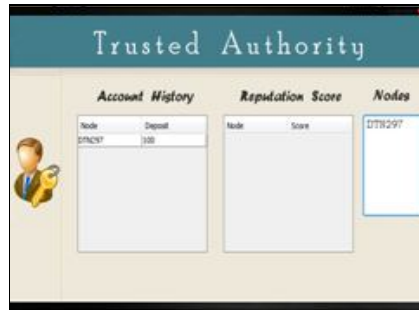 Trusted Authority
Account History
Node Deposit
DTN297 100
Reputation Score
Node Score
Nodes
DTN297